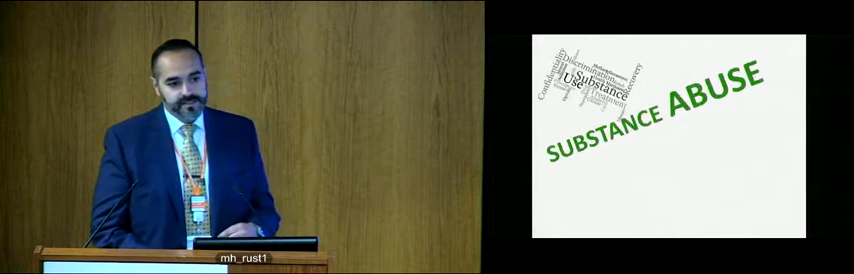 mh_rust1
Confidentiality
Discrimination
Recovery
Use
Substance
Treatment
SUBSTANCE ABUSE